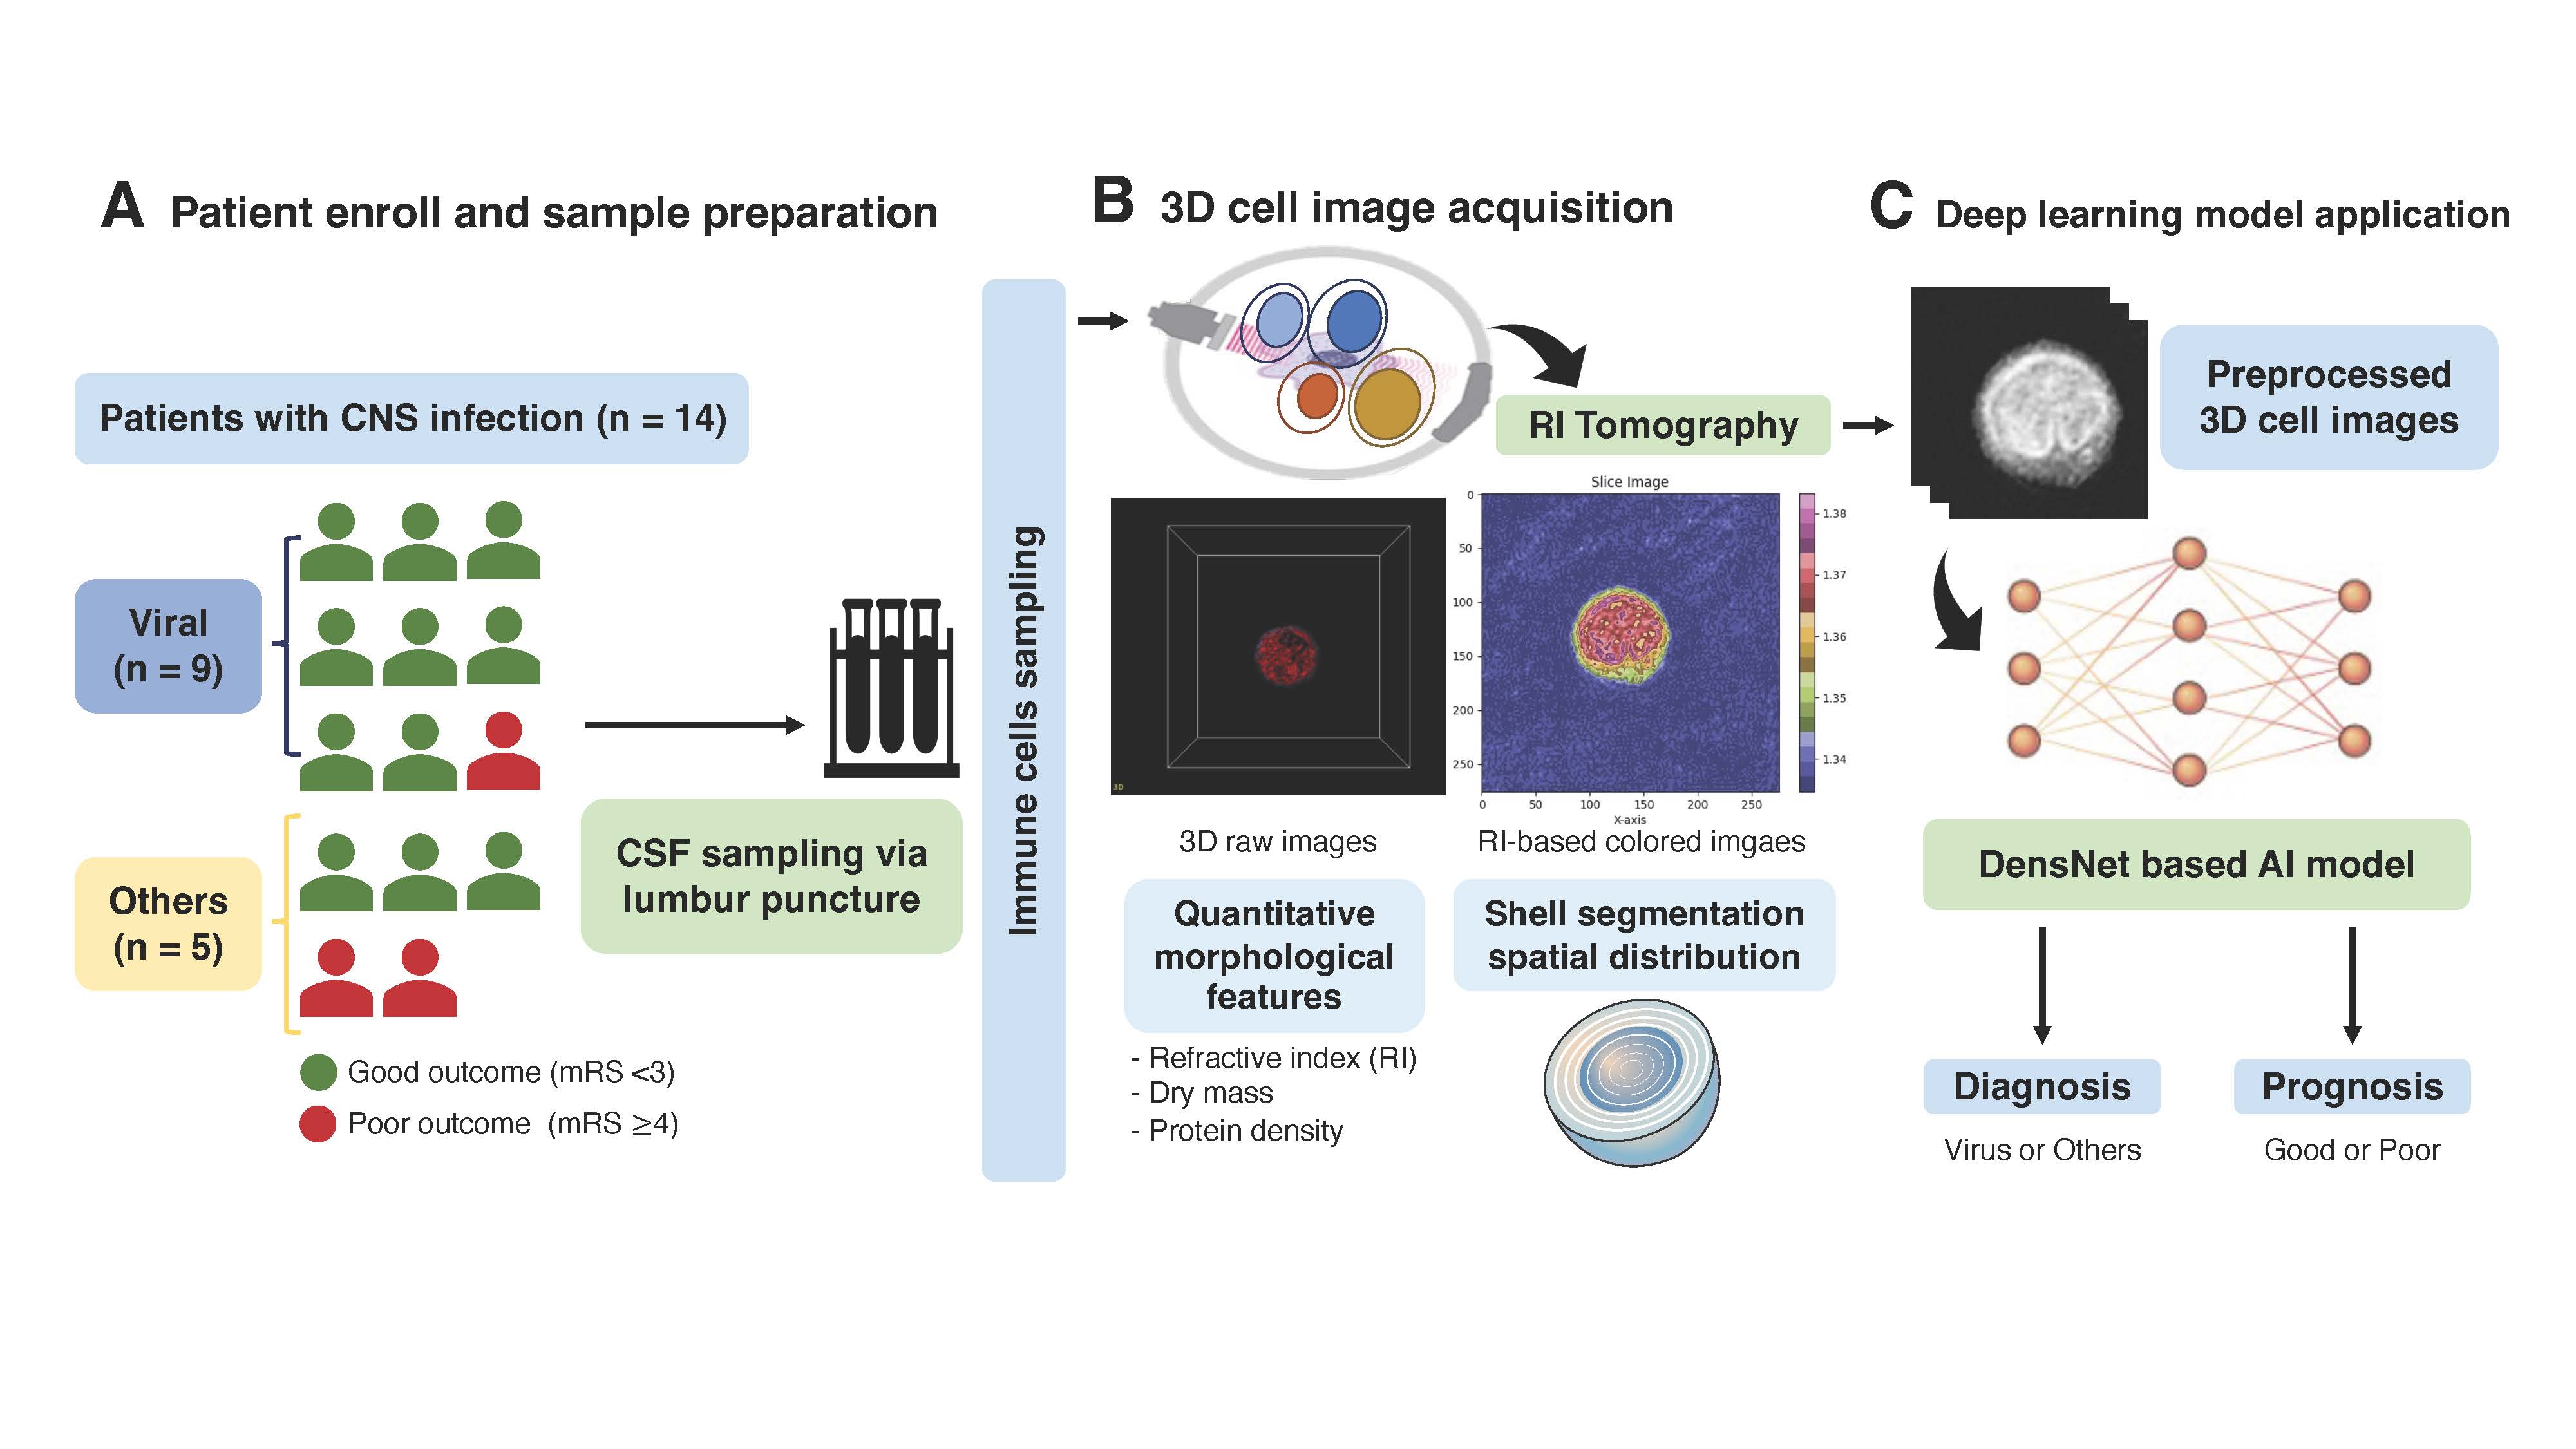 A Patient enroll and sample preparation
Patients with CNS infection (n = 14)
Viral
(n = 9)
Others
(n = 5)
Good outcome (mRS <3)
Poor outcome (mRS ≥4)
CSF sampling via
lumbur puncture
Immune cells sampling
B 3D cell image acquisition
RI Tomography
3D
3D raw images
Slice Image
0
50
100
150
200
250
0 50 100 150 200 250
X-axis
1.38
1.37
1.36
1.35
1.34
RI-based colored imgaes
Quantitative
morphological
features
- Refractive index (RI)
- Dry mass
- Protein density
Shell segmentation
spatial distribution
C Deep learning model application
Preprocessed
3D cell images
DensNet based AI model
Diagnosis
Virus or Others
Prognosis
Good or Poor